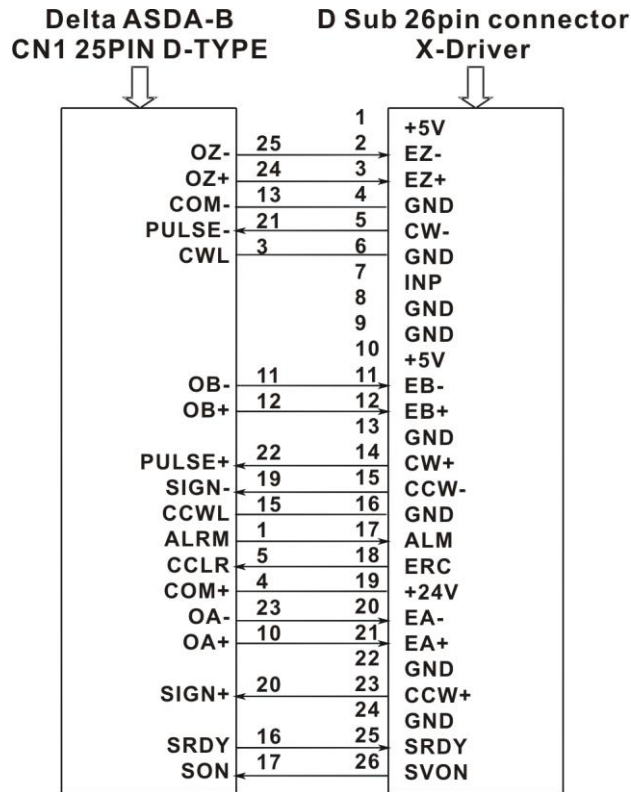 Delta ASDA-B D Sub 26pin connector
CN1 25PIN D-TYPE X-Driver
1 +5V
OZ- 25 2 EZ-
OZ+ 24 3 EZ+
COM- 13 4 GND
PULSE- 21 5 CW-
CWL 3 6 GND
7 INP
8 GND
9 GND
10 +5V
OB- 11 11 EB-
OB+ 12 12 EB+
13 GND
PULSE+ 22 14 CW+
SIGN- 19 15 CCW-
CCWL 15 16 GND
ALRM 1 17 ALM
CCLR 5 18 ERC
COM+ 4 19 +24V
OA- 23 20 EA-
OA+ 10 21 EA+
22 GND
SIGN+ 20 23 CCW+
24 GND
SRDY 16 25 SRDY
SON 17 26 SVON